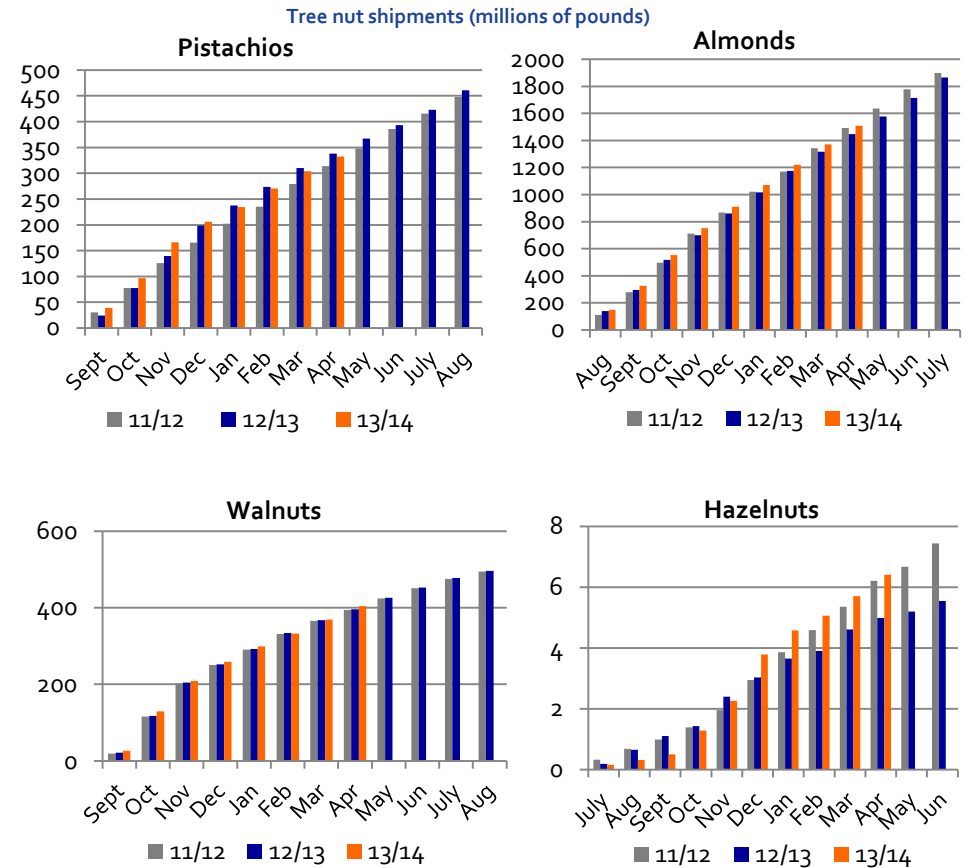 Tree nut shipments (millions of pounds)
Pistachios
500
450
400
350
300
250
200
150
100
50
0
Sept Oct Nov Dec Jan Feb Mar Apr May Jun July Aug
11/12 12/13 13/14
Almonds
2000
1800
1600
1400
1200
1000
800
600
400
200
0
Aug Sept Oct Nov Dec Jan Feb Mar Apr May Jun July
11/12 12/13 13/14
Walnuts
600
400
200
0
Sept Oct Nov Dec Jan Feb Mar Apr May Jun July Aug
11/12 12/13 13/14
Hazelnuts
8
6
4
2
0
July Aug Sept Oct Nov Dec Jan Feb Mar Apr May Jun
11/12 12/13 13/14